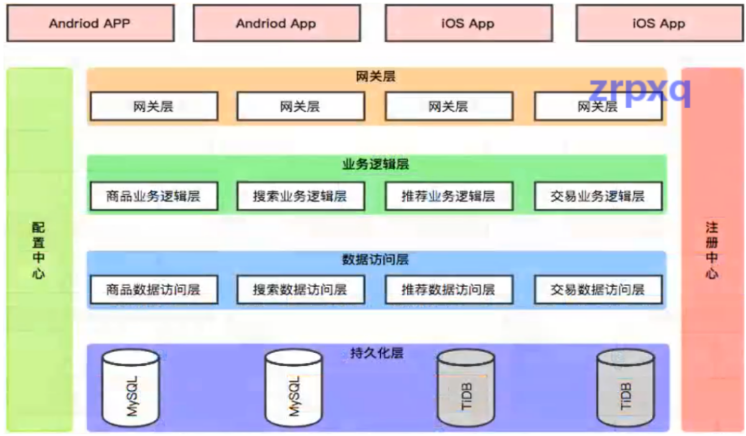 Andriod APP
Andriod App
iOS App
iOS App
网关层
zrpxq
网关层
网关层
网关层
网关层
业务逻辑层
商品业务逻辑层
搜索业务逻辑层
推荐业务逻辑层
交易业务逻辑层
配置中心
注册中心
数据访问层
商品数据访问层
搜索数据访问层
推荐数据访问层
交易数据访问层
持久化层
MySQL
MySQL
TiDB
TiDB